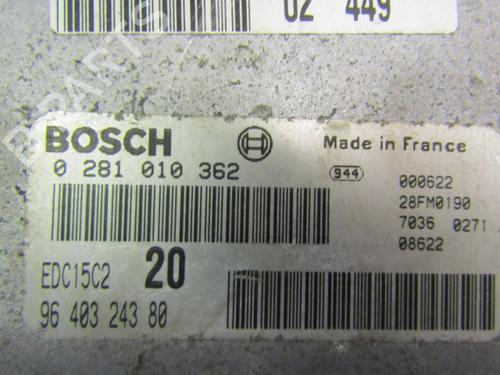 02 449
BOSCH
Made in France
0 281 010 362
944
000622
28FM0190
7036 0271
08622
EDC15C2 20
96 403 243 80
B-PARTS